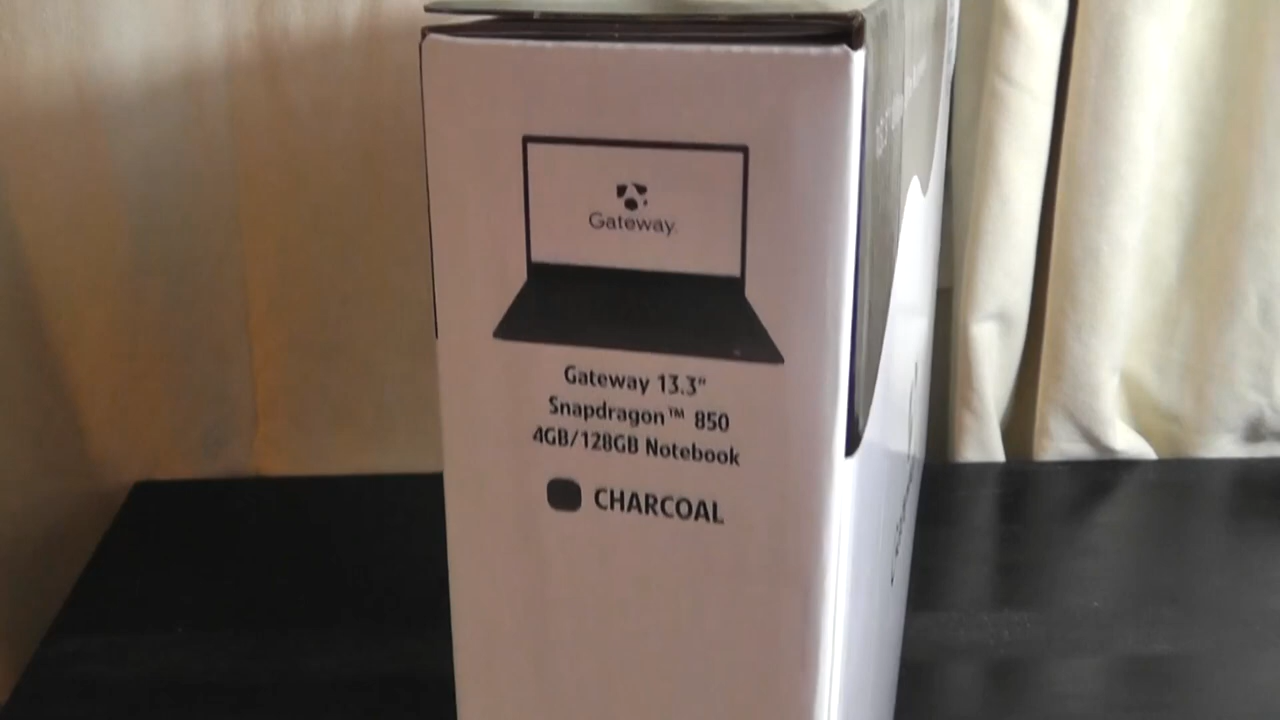 Gateway
Gateway 13.3"
Snapdragon™ 850
4GB/128GB Notebook
CHARCOAL